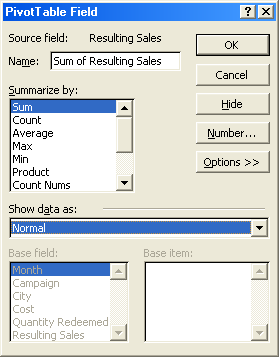 PivotTable Field
Source field: Resulting Sales
OK
Name: Sum of Resulting Sales
Cancel
Summarize by:
Hide
Sum
Count
Average
Max
Min
Product
Count Nums
Number...
Options >>
Show data as:
Normal
Base field: Base item:
Month
Campaign
City
Cost
Quantity Redeemed
Resulting Sales